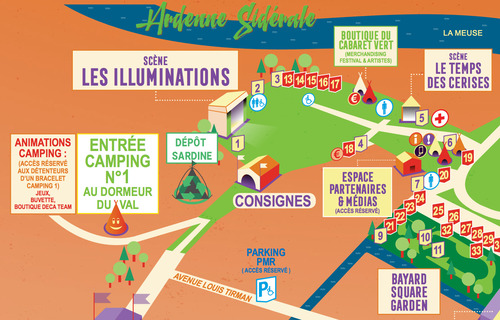 Ardenne Sidérale
LA MEUSE
BOUTIQUE DU
CABARET VERT
(MERCHANDISING
FESTIVAL & ARTISTES)
SCÈNE
LES ILLUMINATIONS
SCÈNE
LE TEMPS
DES CERISES
2
3 13 14 15 16 17
5
1
ANIMATIONS
CAMPING :
(ACCÈS RÉSERVÉ
AUX DÉTENTEURS
D'UN BRACELET
CAMPING 1)
JEUX,
BUVETTE,
BOUTIQUE DECA TEAM
ENTRÉE
CAMPING
N°1
AU DORMEUR
DU VAL
DÉPÔT
SARDINE
CONSIGNES
18 4
6
19
7
20
ESPACE
PARTENAIRES
& MÉDIAS
(ACCÈS RÉSERVÉ)
21
22
23
24
25
26
29
28
31
32
33
9
10
11
PARKING
PMR
(ACCÈS RÉSERVÉ)
P
AVENUE LOUIS TIRMAN
BAYARD
SQUARE
GARDEN